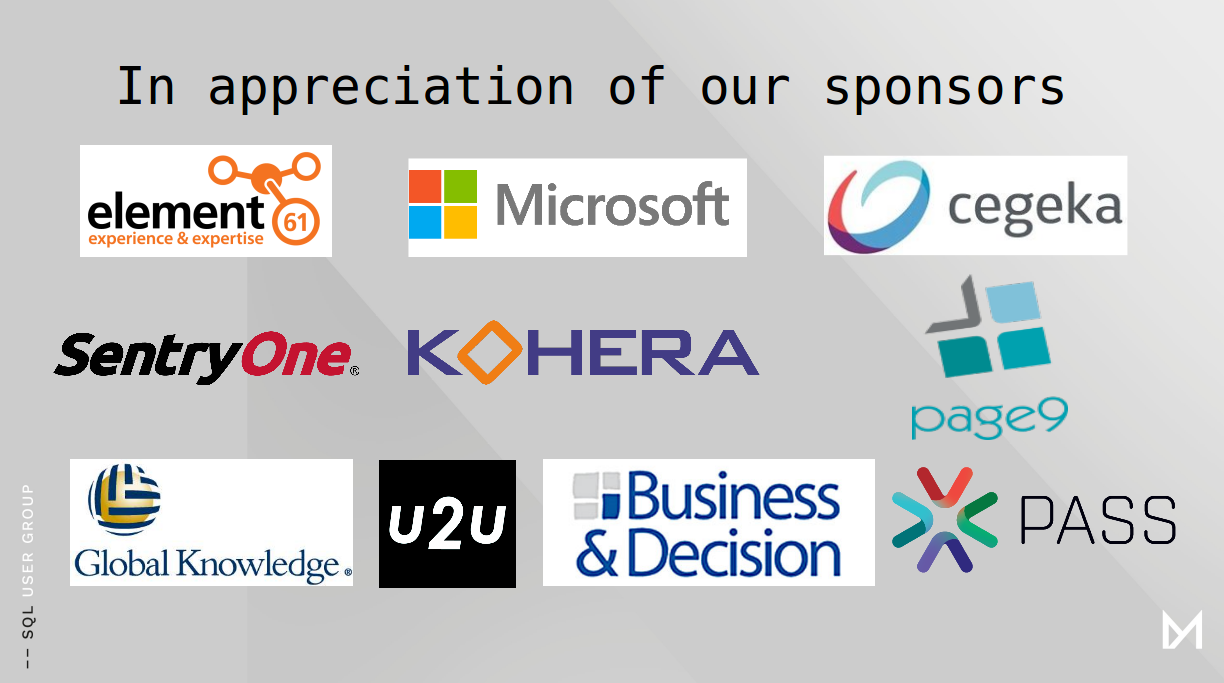 In appreciation of our sponsors
element 61
experience & expertise
Microsoft
cegeka
SentryOne®
KOHERA
page9
Global Knowledge®
u2u
Business
& Decision
PASS
-- SQL USER GROUP